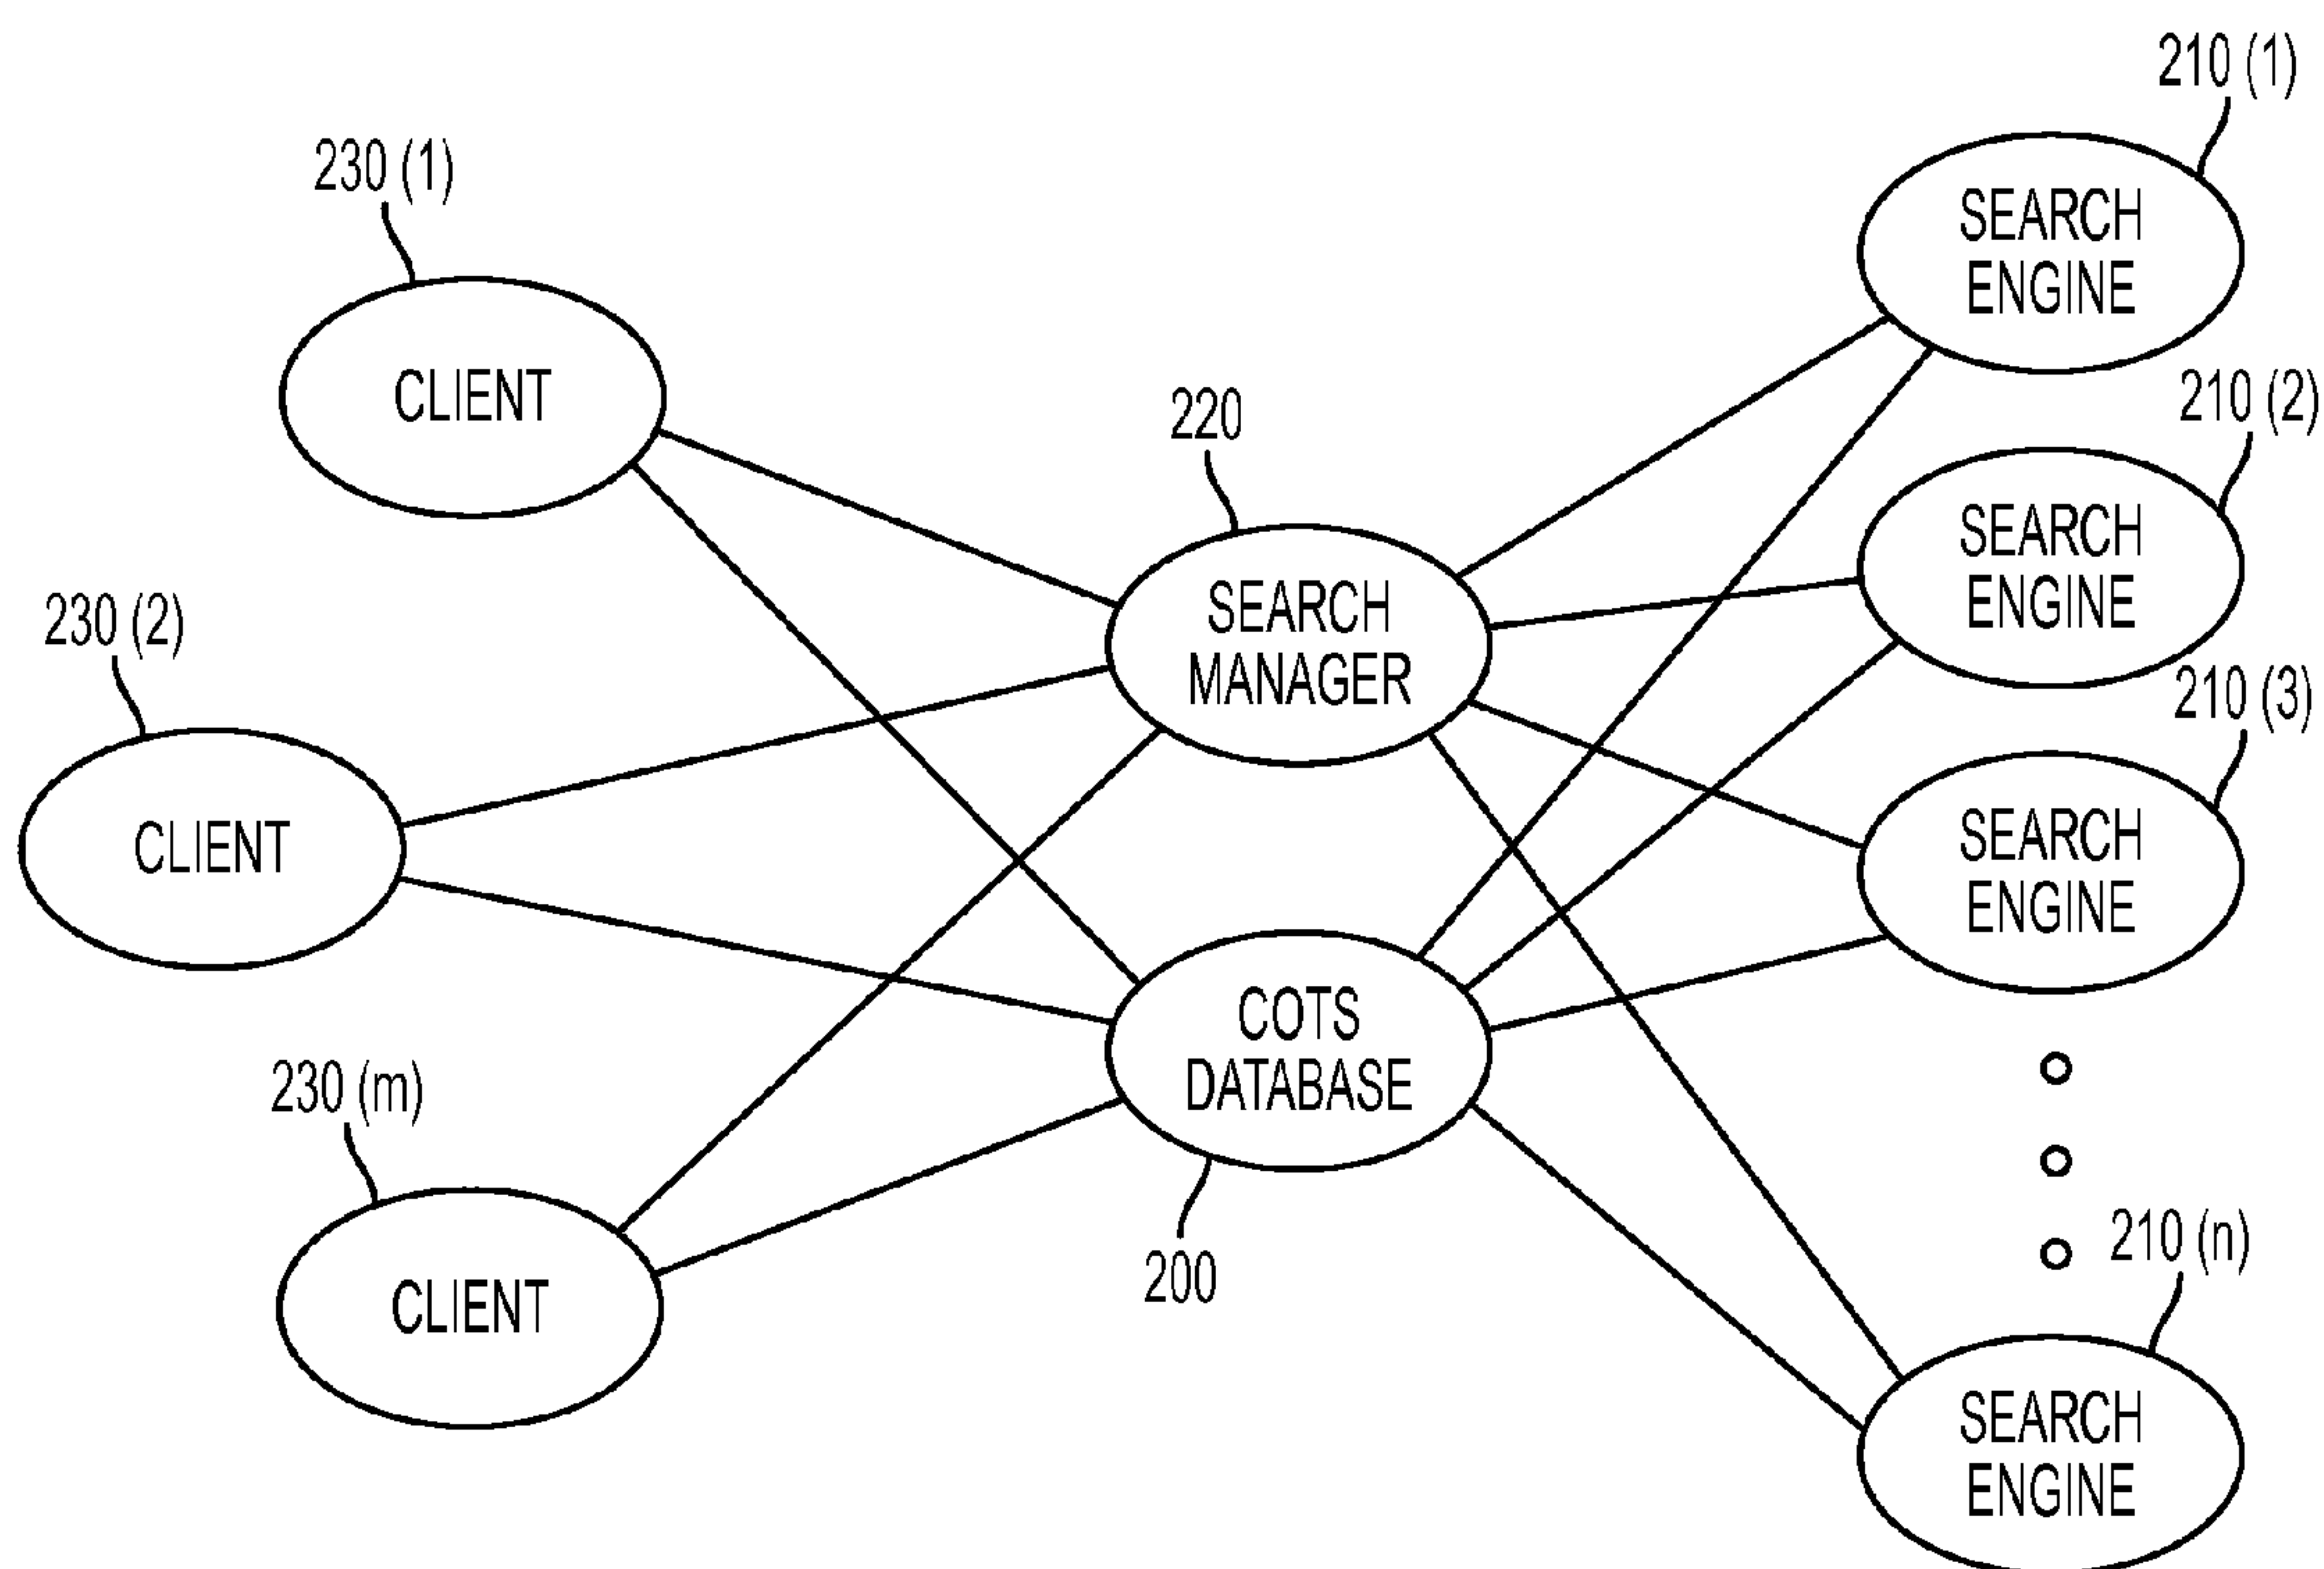 210 (1)
SEARCH
ENGINE
230 (1)
CLIENT
220
SEARCH
MANAGER
210 (2)
SEARCH
ENGINE
230 (2)
CLIENT
210 (3)
SEARCH
ENGINE
COTS
DATABASE
200
230 (m)
CLIENT
210 (n)
SEARCH
ENGINE